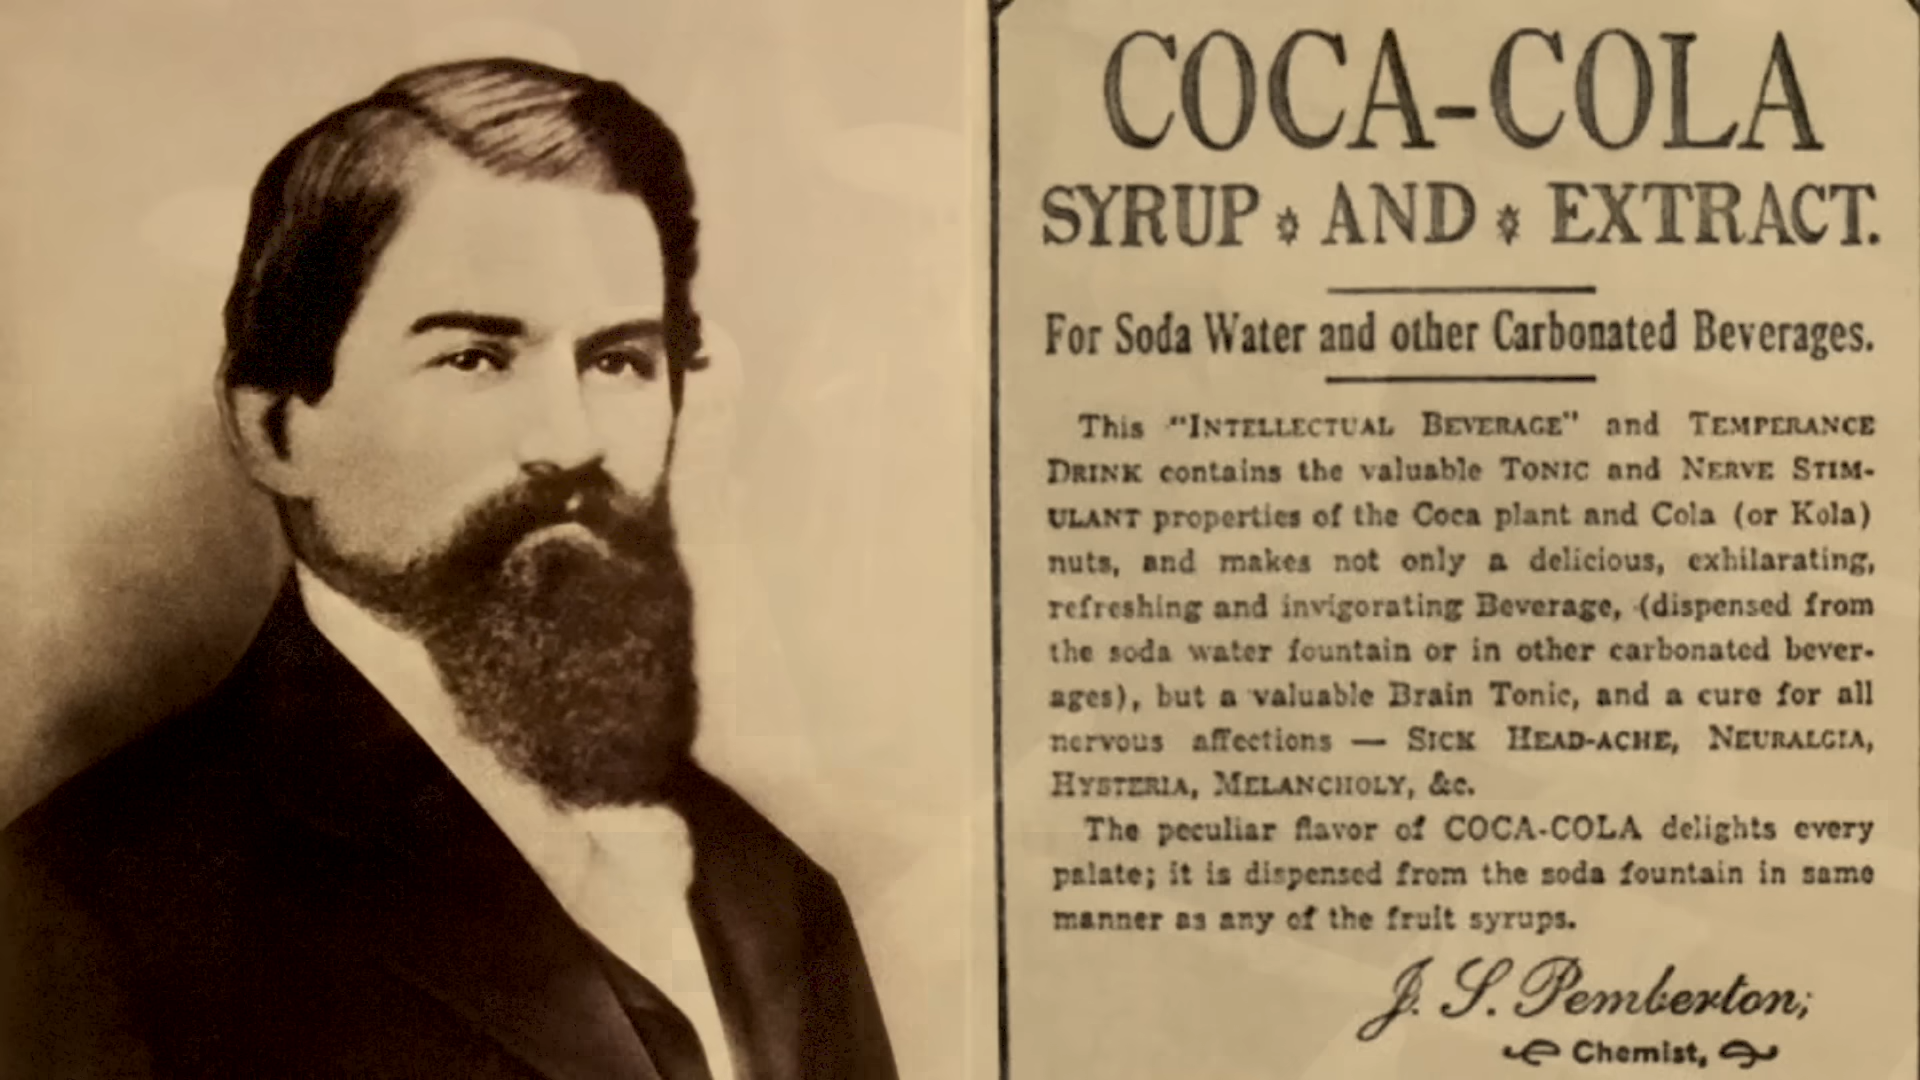 COCA-COLA
SYRUP * AND * EXTRACT.
For Soda Water and other Carbonated Beverages.
This "INTELLECTUAL BEVERAGE" and TEMPERANCE
DRINK contains the valuable TONIC and NERVE STIM-
ULANT properties of the Coca plant and Cola (or Kola)
nuts, and makes not only a delicious, exhilarating,
refreshing and invigorating Beverage, (dispensed from
the soda water fountain or in other carbonated bever-
ages), but a valuable Brain Tonic, and a cure for all
nervous affections — SICK HEAD-ACHE, NEURALGIA,
HYSTERIA, MELANCHOLY, &c.
The peculiar flavor of COCA-COLA delights every
palate; it is dispensed from the soda fountain in same
manner as any of the fruit syrups.
J. S. Pemberton;
Chemist,